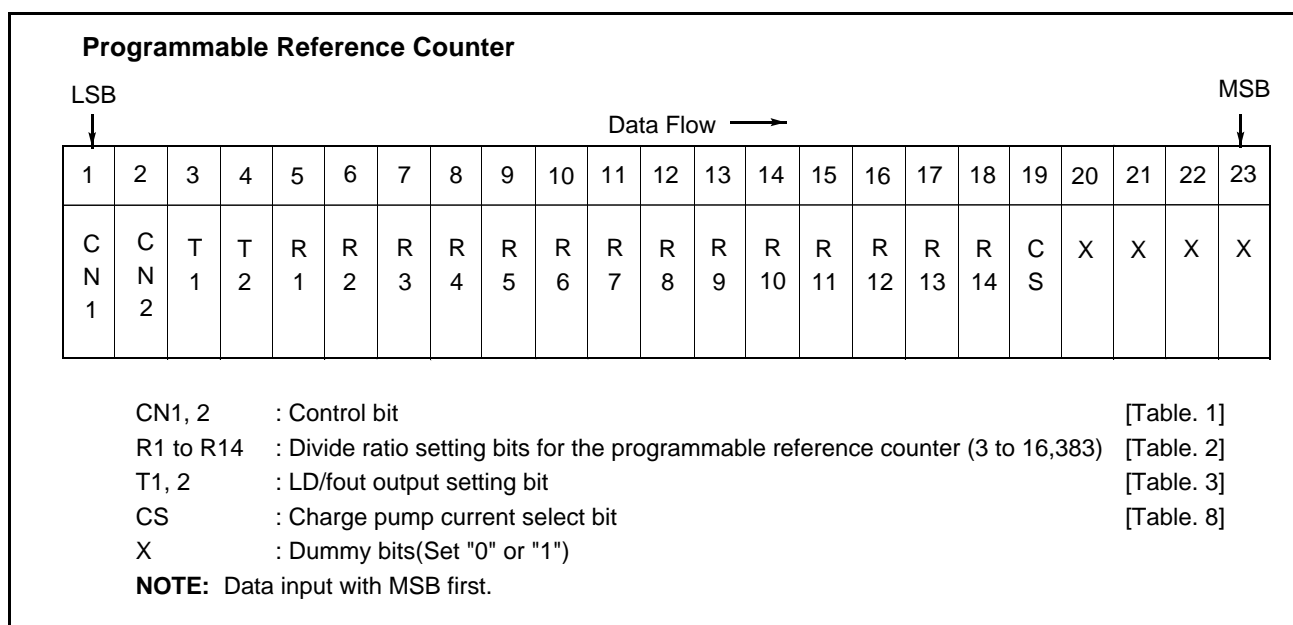 Programmable Reference Counter
LSB
MSB
Data Flow
1 2 3 4 5 6 7 8 9 10 11 12 13 14 15 16 17 18 19 20 21 22 23
CN1 CN2 T1 T2 R1 R2 R3 R4 R5 R6 R7 R8 R9 R10 R11 R12 R13 R14 CS X X X X
CN1, 2 : Control bit [Table. 1]
R1 to R14 : Divide ratio setting bits for the programmable reference counter (3 to 16,383) [Table. 2]
T1, 2 : LD/fout output setting bit [Table. 3]
CS : Charge pump current select bit [Table. 8]
X : Dummy bits(Set "0" or "1")
NOTE: Data input with MSB first.